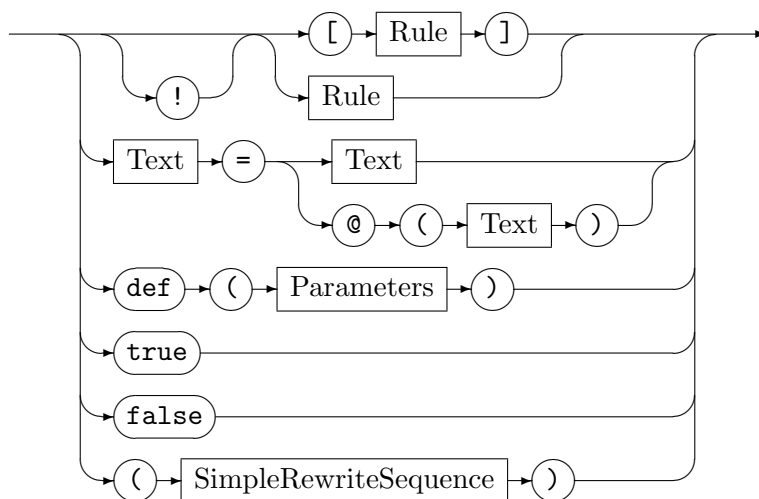 [ Rule ]
! Rule
Text = Text
@ ( Text )
def ( Parameters )
true
false
( SimpleRewriteSequence )